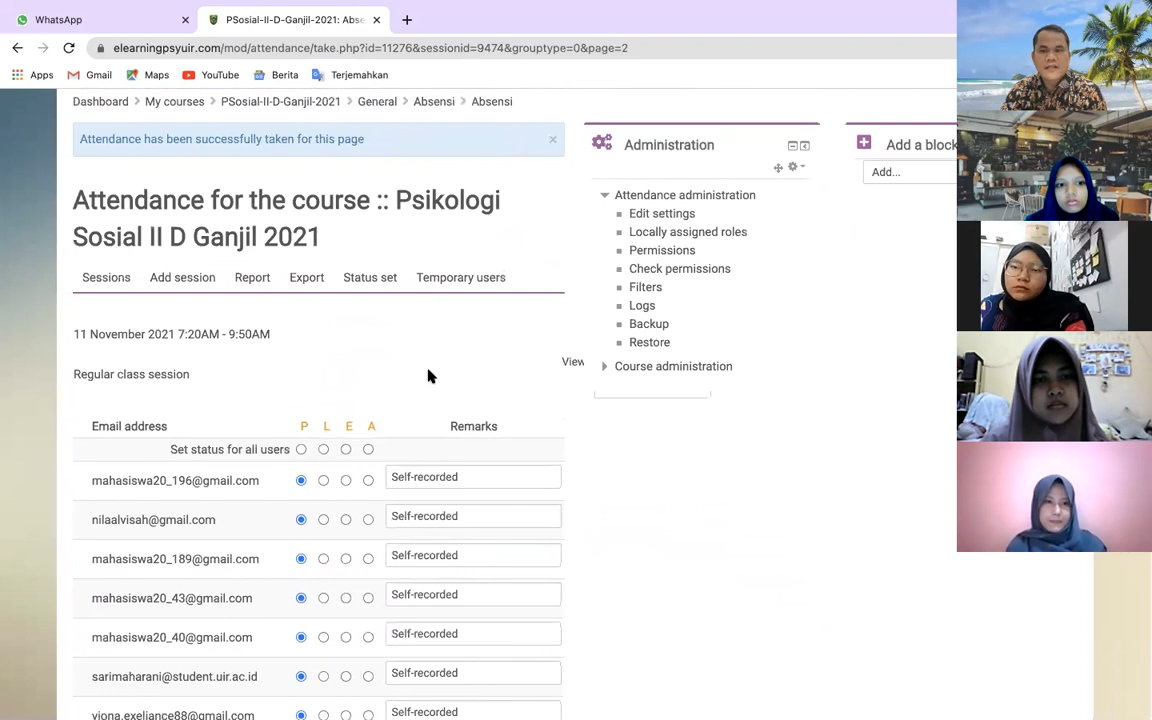 WhatsApp
PSosial-II-D-Ganjil-2021: Abse
elearningpsyuir.com/mod/attendance/take.php?id=11276&sessionid=9474&grouptype=0&page=2
Apps Gmail Maps YouTube Berita Terjemahkan
Dashboard > My courses > PSosial-II-D-Ganjil-2021 > General > Absensi > Absensi
Attendance has been successfully taken for this page
Attendance for the course :: Psikologi
Sosial II D Ganjil 2021
Sessions Add session Report Export Status set Temporary users
11 November 2021 7:20AM - 9:50AM
View
Regular class session
Email address P L E A Remarks
Set status for all users
mahasiswa20_196@gmail.com Self-recorded
nilaalvisah@gmail.com Self-recorded
mahasiswa20_189@gmail.com Self-recorded
mahasiswa20_43@gmail.com Self-recorded
mahasiswa20_40@gmail.com Self-recorded
sarimaharani@student.uir.ac.id Self-recorded
viona.exeliance88@gmail.com Self-recorded
Administration
Attendance administration
Edit settings
Locally assigned roles
Permissions
Check permissions
Filters
Logs
Backup
Restore
Course administration
Add a block
Add...